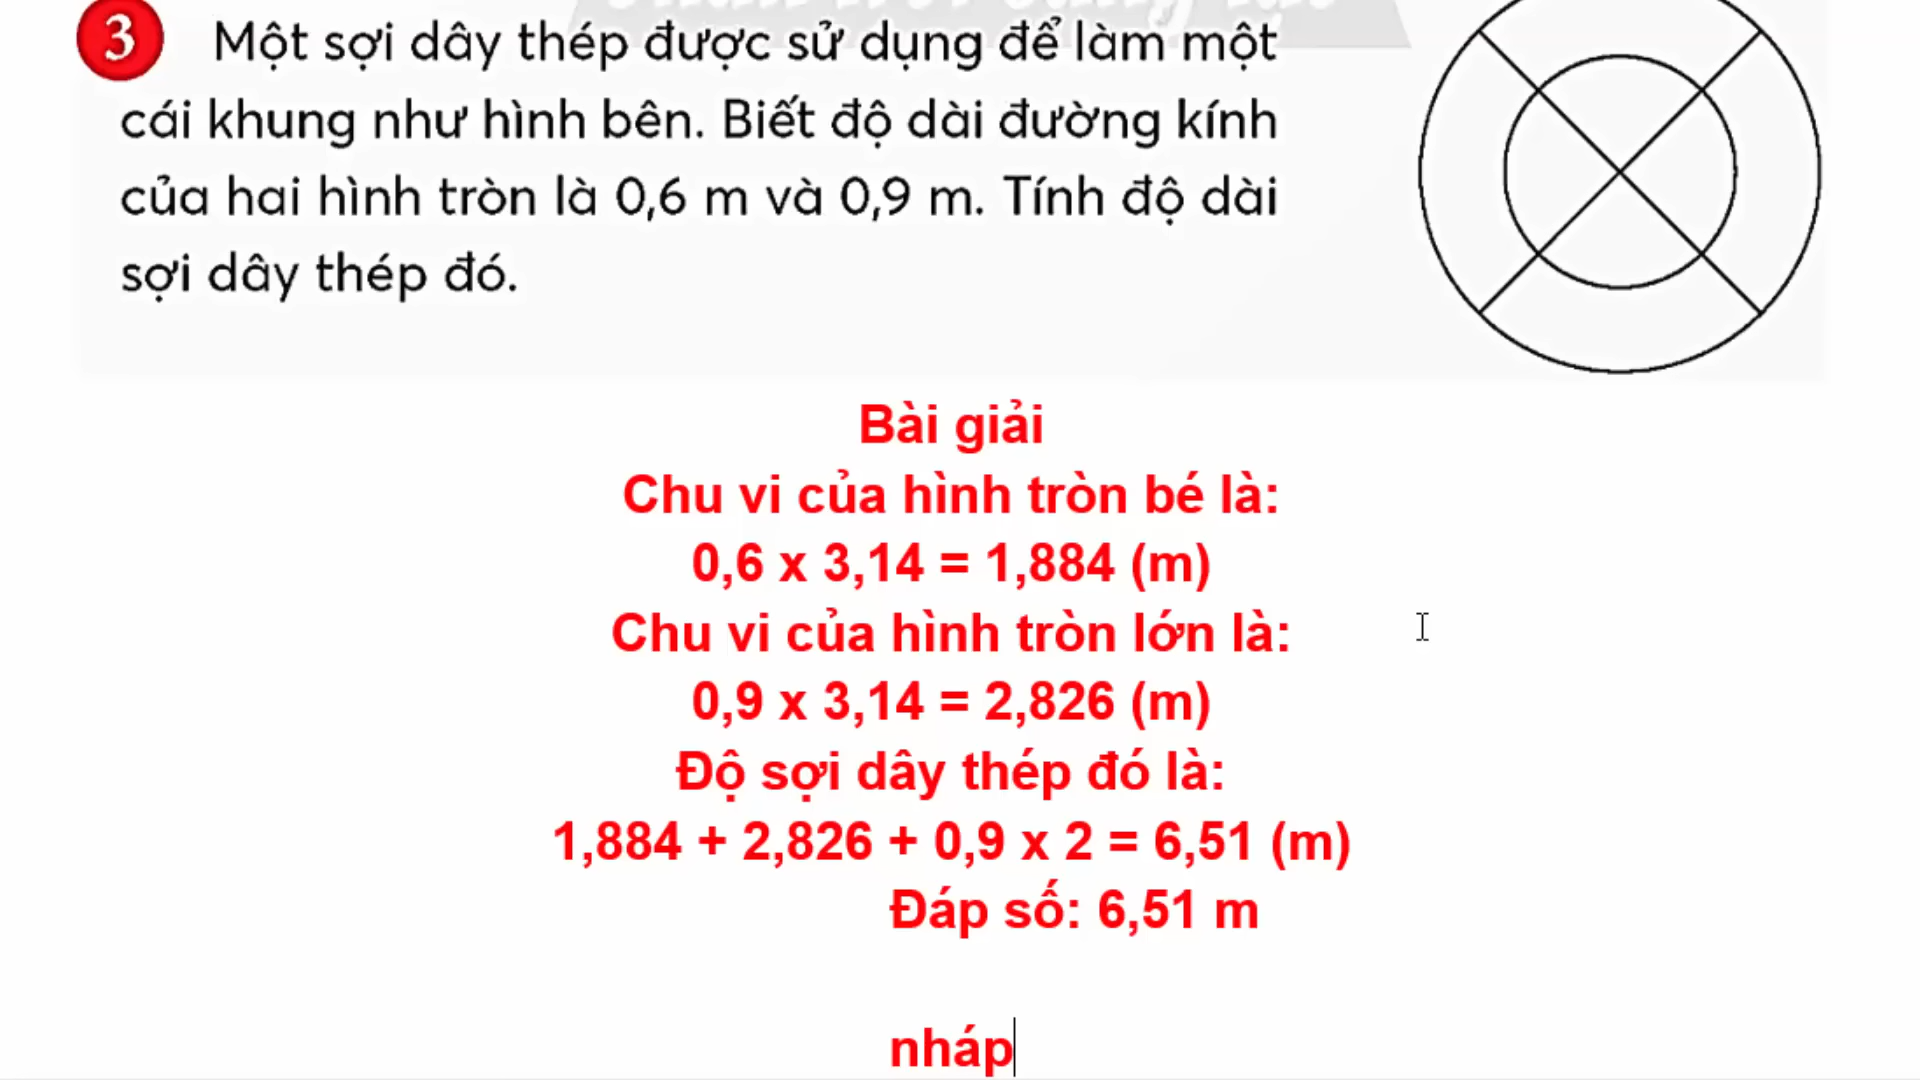 3 Một sợi dây thép được sử dụng để làm một
cái khung như hình bên. Biết độ dài đường kính
của hai hình tròn là 0,6 m và 0,9 m. Tính độ dài
sợi dây thép đó.
Bài giải
Chu vi của hình tròn bé là:
0,6 x 3,14 = 1,884 (m)
Chu vi của hình tròn lớn là:
0,9 x 3,14 = 2,826 (m)
Độ sợi dây thép đó là:
1,884 + 2,826 + 0,9 x 2 = 6,51 (m)
Đáp số: 6,51 m
nháp